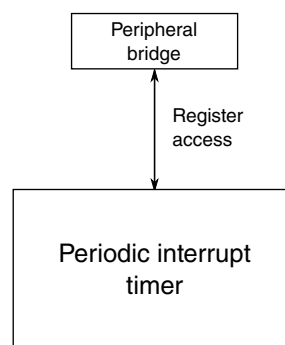 Peripheral
bridge
Register
access
Periodic interrupt
timer